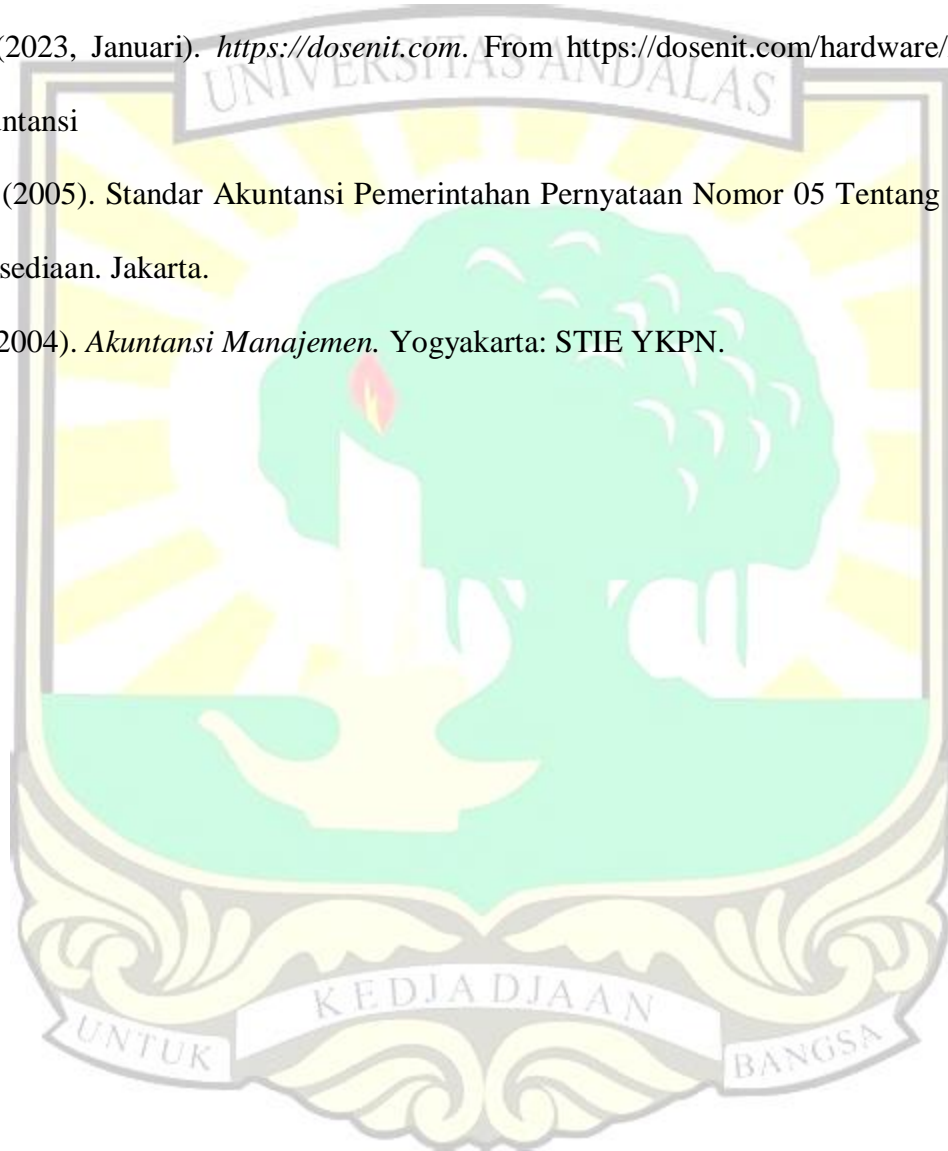 (2023, Januari). https://dosenit.com. From https://dosenit.com/hardware/
untansi
(2005). Standar Akuntansi Pemerintahan Pernyataan Nomor 05 Tentang
sediaan. Jakarta.
2004). Akuntansi Manajemen. Yogyakarta: STIE YKPN.
UNIVERSITAS ANDALAS
UNTUK
KEDJADJAAN
BANGSA